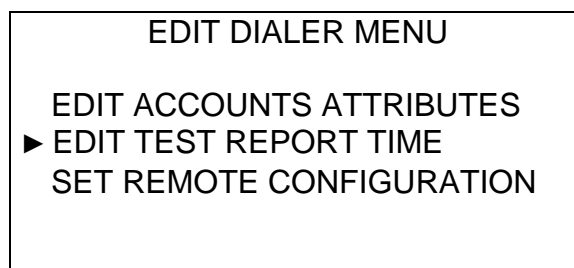 EDIT DIALER MENU
EDIT ACCOUNTS ATTRIBUTES
► EDIT TEST REPORT TIME
SET REMOTE CONFIGURATION